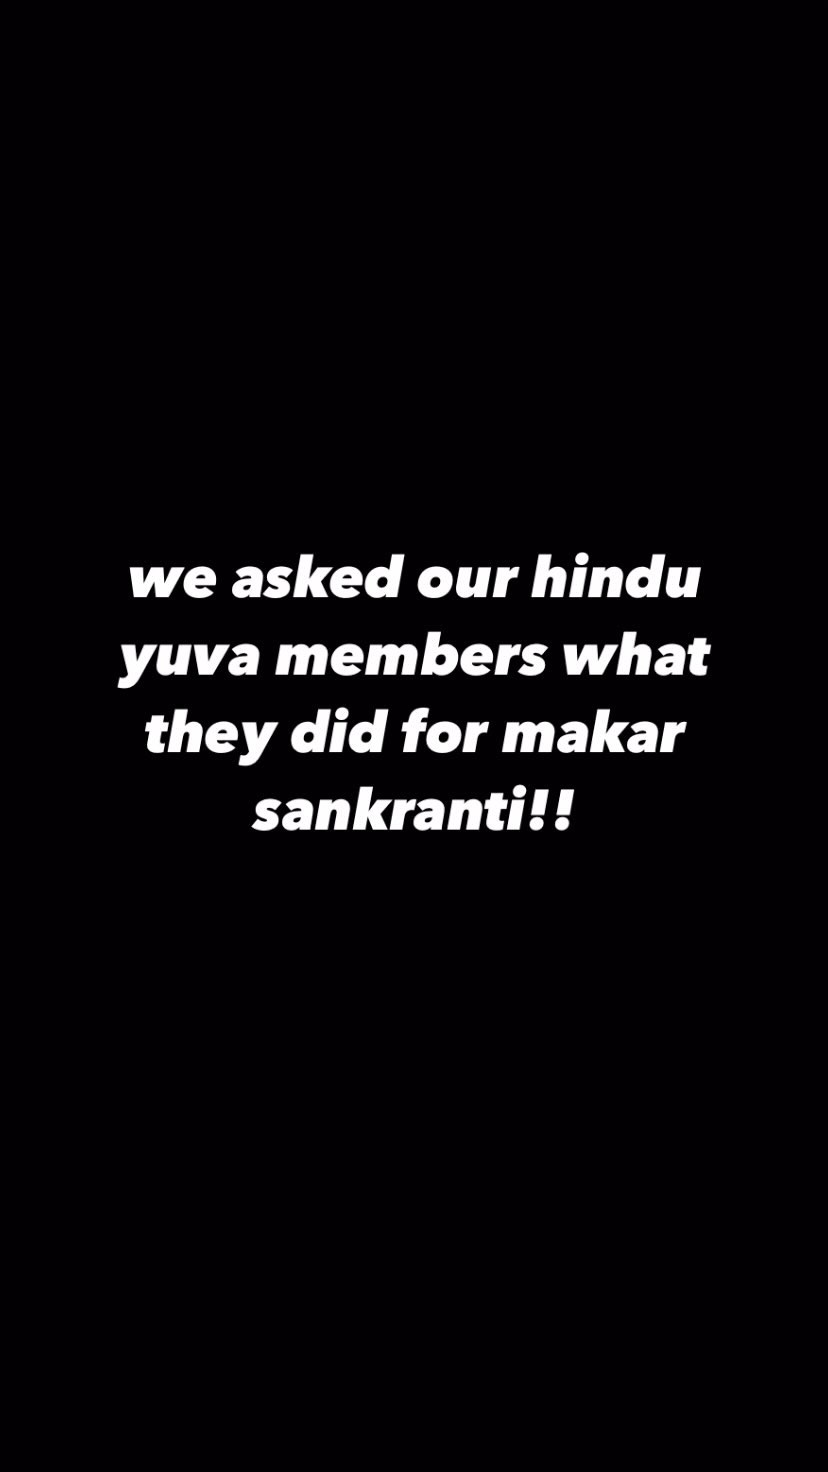 we asked our hindu
yuva members what
they did for makar
sankranti!!